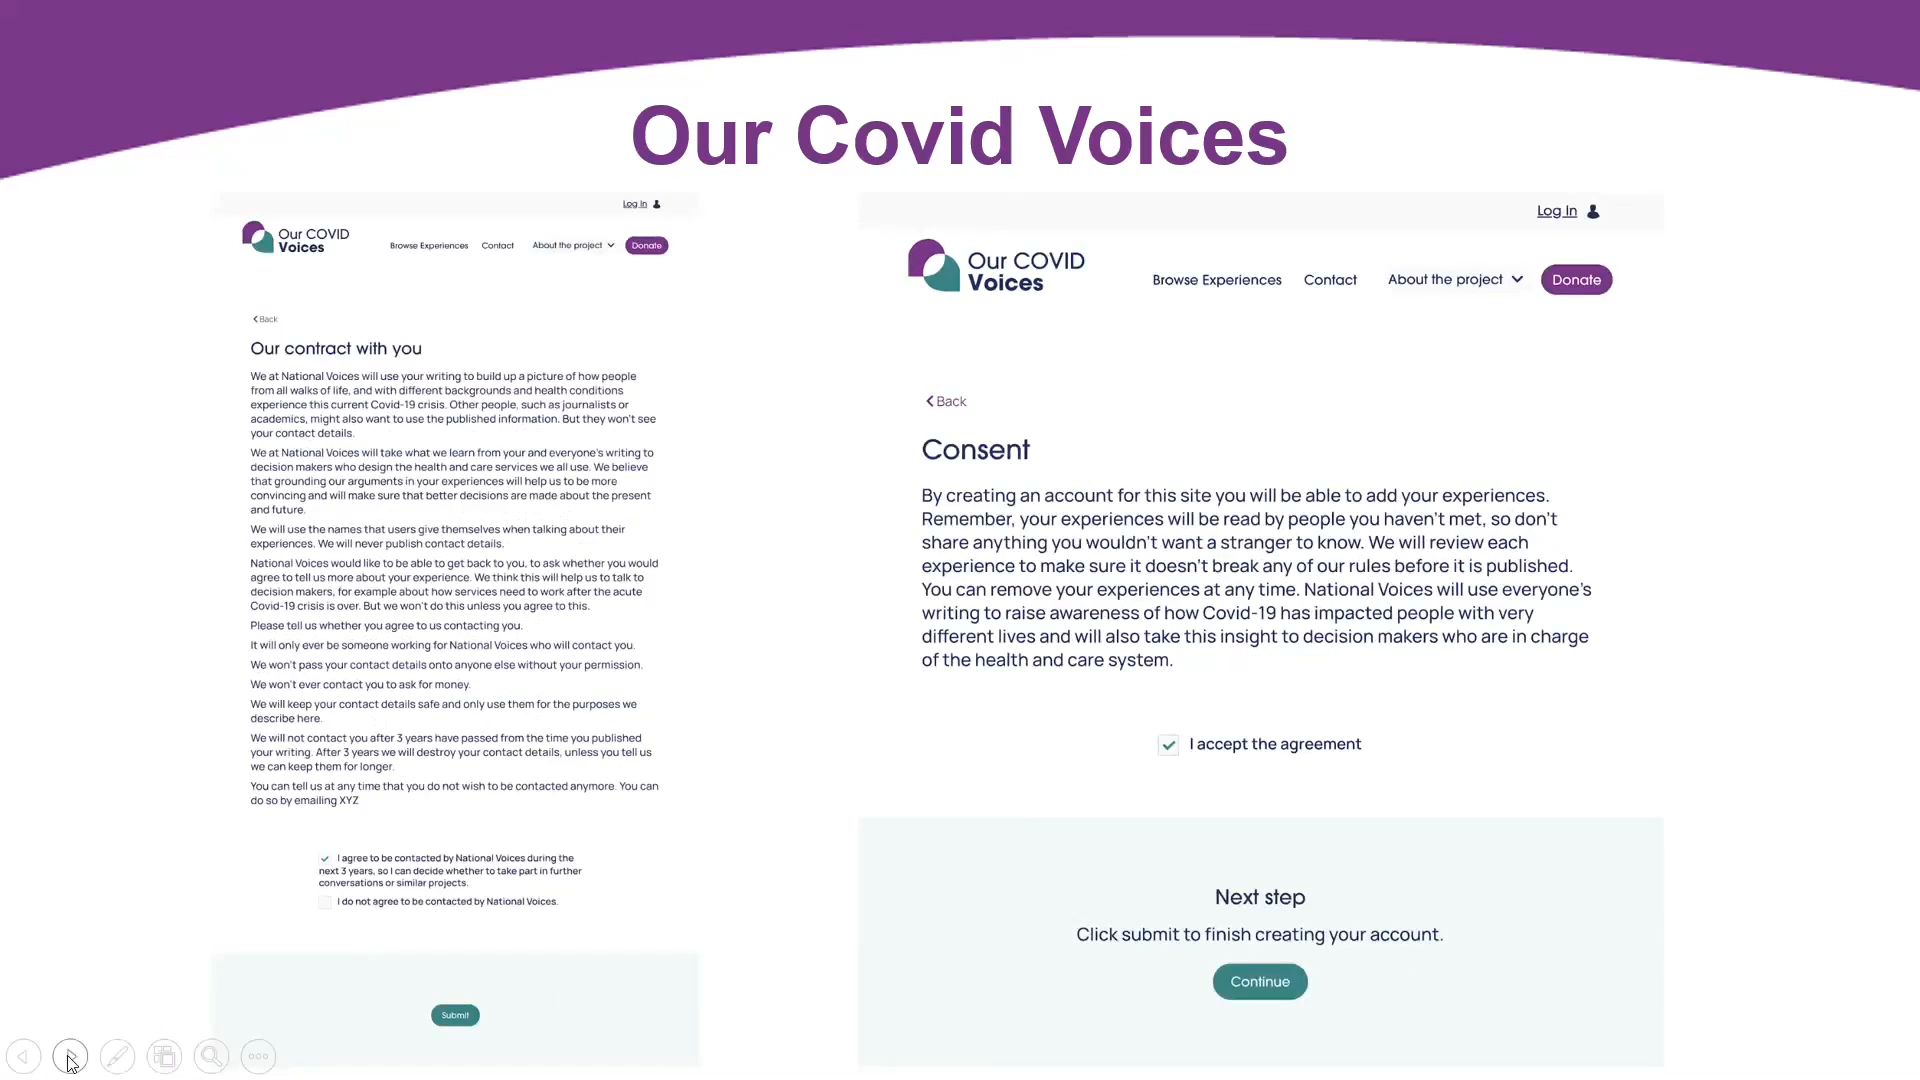 Our Covid Voices
Log In
Our COVID
Voices
Browse Experiences
Contact
About the project
Donate
Back
Our contract with you
We at National Voices will use your writing to build up a picture of how people
from all walks of life, and with different backgrounds and health conditions
experience this current Covid-19 crisis. Other people, such as journalists or
academics, might also want to use the published information. But they won't see
your contact details.
We at National Voices will take what we learn from your and everyone's writing to
decision makers who design the health and care services we all use. We believe
that grounding our arguments in your experiences will help us to be more
convincing and will make sure that better decisions are made about the present
and future.
We will use the names that users give themselves when talking about their
experiences. We will never publish contact details.
National Voices would like to be able to get back to you, to ask whether you would
agree to tell us more about your experience. We think this will help us to talk to
decision makers, for example about how services need to work after the acute
Covid-19 crisis is over. But we won't do this unless you agree to this.
Please tell us whether you agree to us contacting you.
It will only ever be someone working for National Voices who will contact you.
We won't pass your contact details onto anyone else without your permission.
We won't ever contact you to ask for money.
We will keep your contact details safe and only use them for the purposes we
describe here.
We will not contact you after 3 years have passed from the time you published
your writing. After 3 years we will destroy your contact details, unless you tell us
we can keep them for longer.
You can tell us at any time that you do not wish to be contacted anymore. You can
do so by emailing XYZ
I agree to be contacted by National Voices during the
next 3 years, so I can decide whether to take part in further
conversations or similar projects.
I do not agree to be contacted by National Voices.
Submit
Log In
Our COVID
Voices
Browse Experiences
Contact
About the project
Donate
Back
Consent
By creating an account for this site you will be able to add your experiences.
Remember, your experiences will be read by people you haven't met, so don't
share anything you wouldn't want a stranger to know. We will review each
experience to make sure it doesn't break any of our rules before it is published.
You can remove your experiences at any time. National Voices will use everyone's
writing to raise awareness of how Covid-19 has impacted people with very
different lives and will also take this insight to decision makers who are in charge
of the health and care system.
I accept the agreement
Next step
Click submit to finish creating your account.
Continue